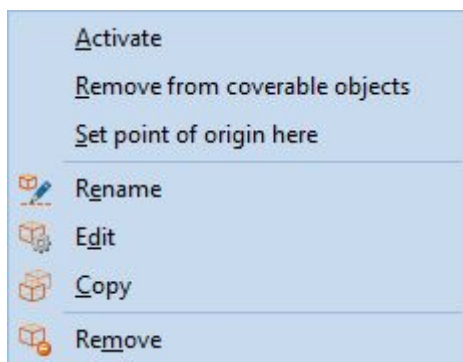 Activate
Remove from coverable objects
Set point of origin here
Rename
Edit
Copy
Remove